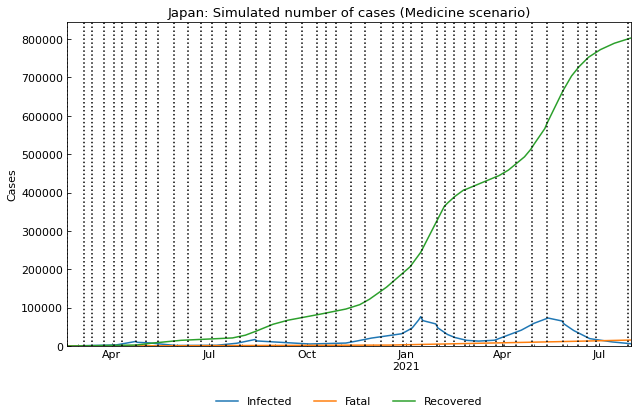 Japan: Simulated number of cases (Medicine scenario)
800000
700000
600000
500000
400000
300000
200000
100000
0
Cases
Apr Jul Oct Jan Apr Jul
2021
Infected Fatal Recovered